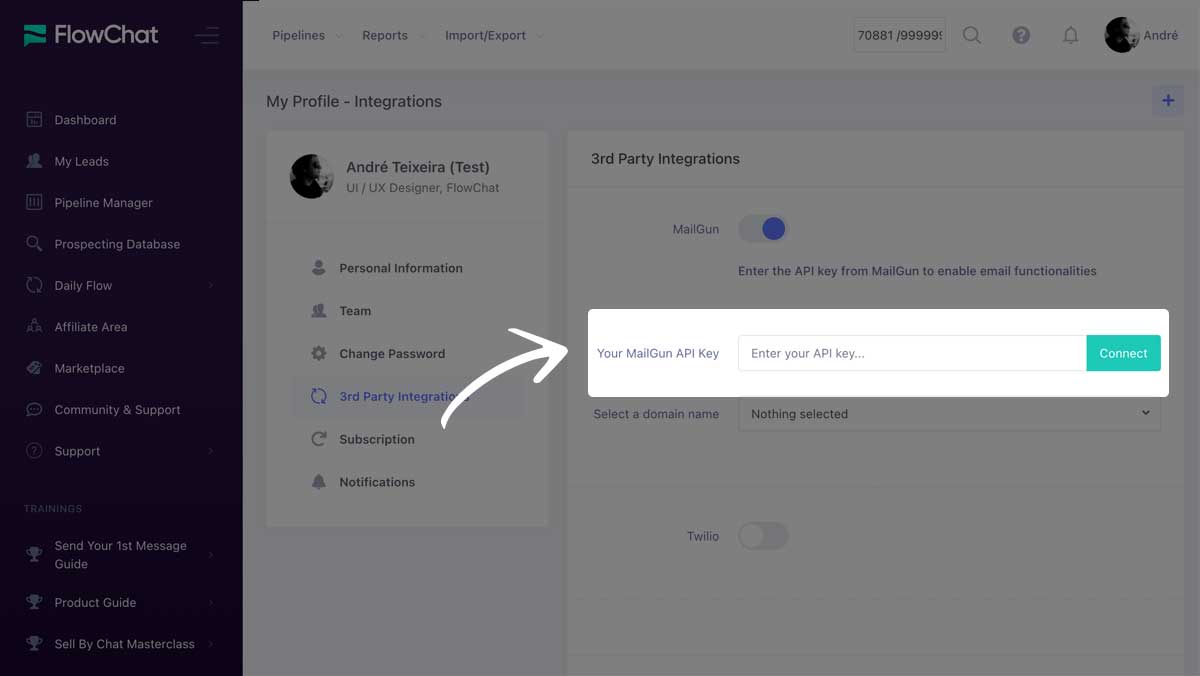 FlowChat
Pipelines
Reports
Import/Export
70881 /999999
André
Dashboard
My Leads
Pipeline Manager
Prospecting Database
Daily Flow
Affiliate Area
Marketplace
Community & Support
Support
TRAININGS
Send Your 1st Message
Guide
Product Guide
Sell By Chat Masterclass
My Profile - Integrations
André Teixeira (Test)
UI / UX Designer, FlowChat
Personal Information
Team
Change Password
3rd Party Integrations
Subscription
Notifications
3rd Party Integrations
MailGun
Enter the API key from MailGun to enable email functionalities
Your MailGun API Key
Enter your API key...
Connect
Select a domain name
Nothing selected
Twilio